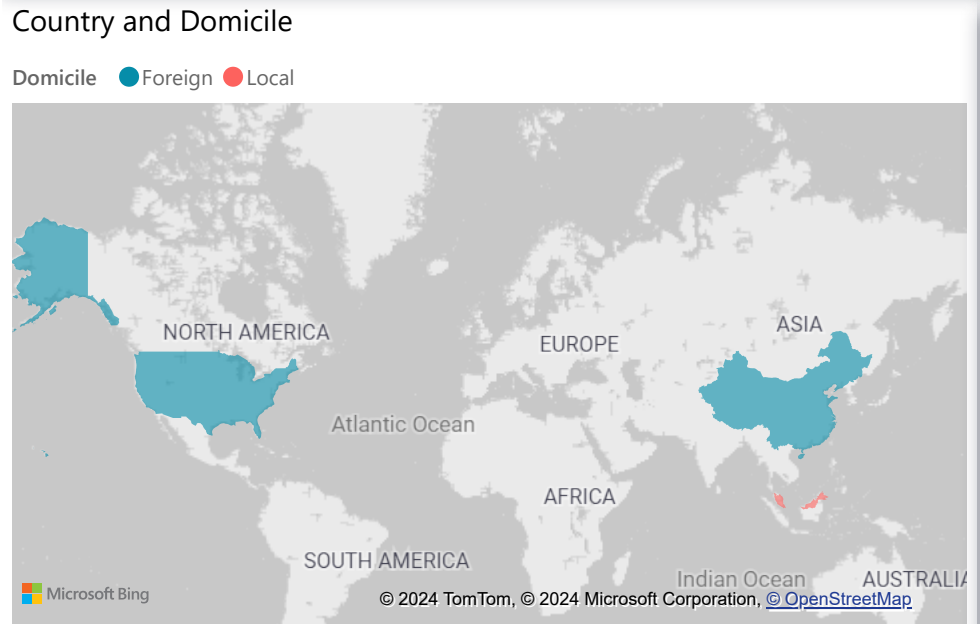 Country and Domicile
Domicile Foreign Local
NORTH AMERICA
EUROPE
ASIA
Atlantic Ocean
AFRICA
SOUTH AMERICA
Indian Ocean
AUSTRALIA
Microsoft Bing
© 2024 TomTom, © 2024 Microsoft Corporation, © OpenStreetMap